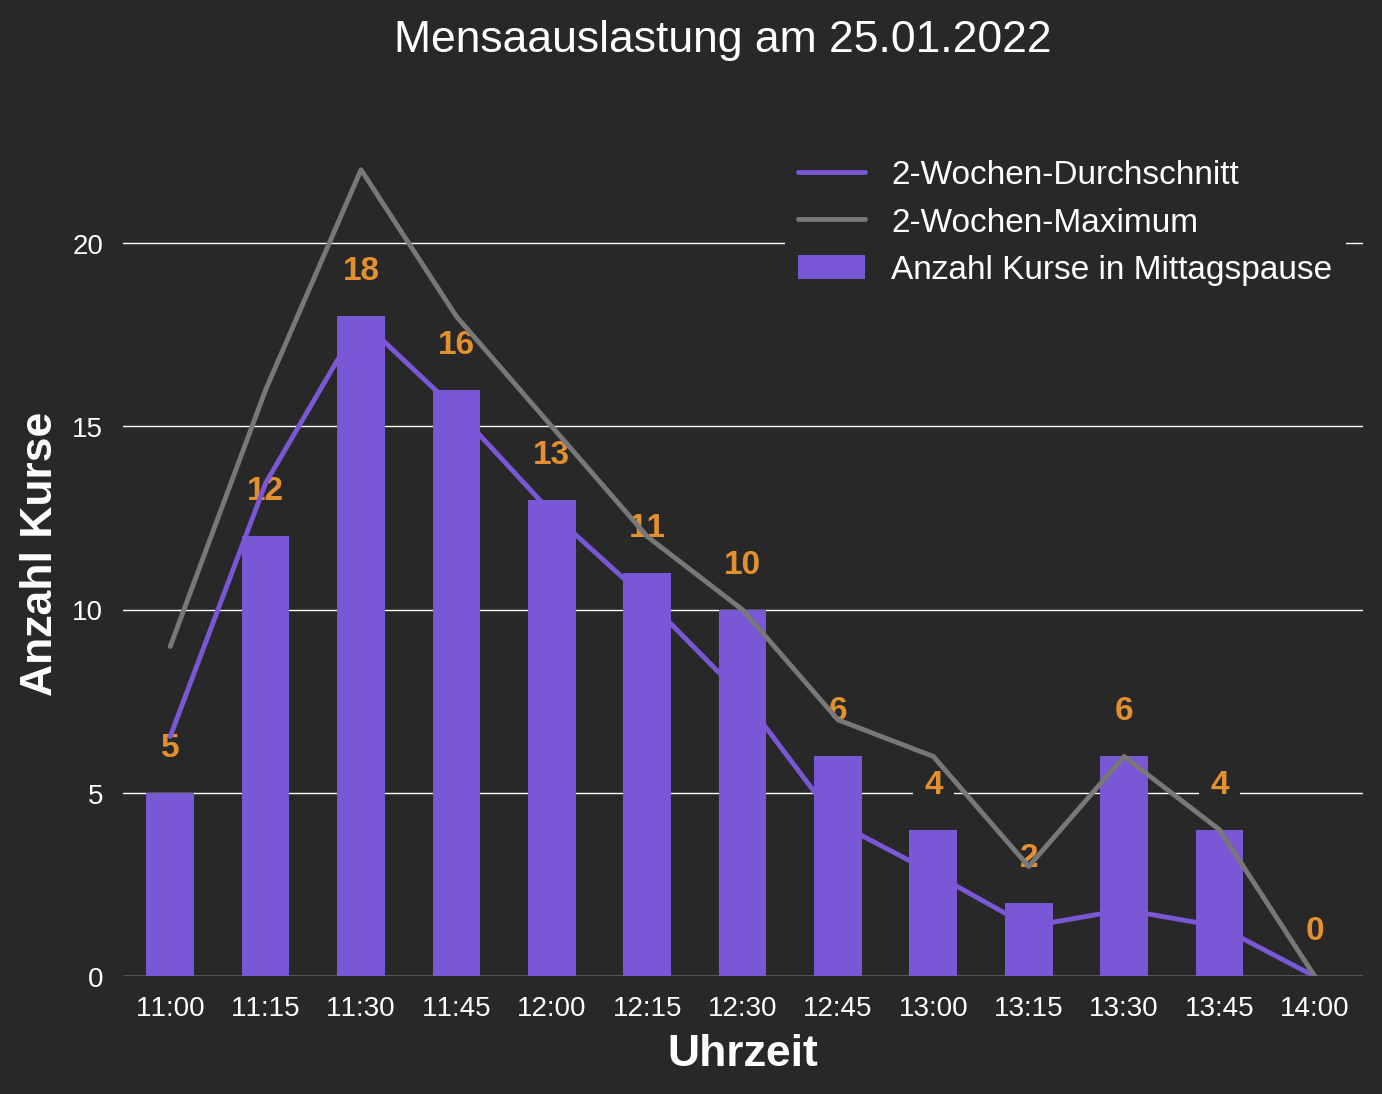 Mensaauslastung am 25.01.2022
2-Wochen-Durchschnitt
2-Wochen-Maximum
Anzahl Kurse in Mittagspause
Anzahl Kurse
20
15
10
5
0
5
12
18
16
13
11
10
6
4
2
6
4
0
11:00 11:15 11:30 11:45 12:00 12:15 12:30 12:45 13:00 13:15 13:30 13:45 14:00
Uhrzeit